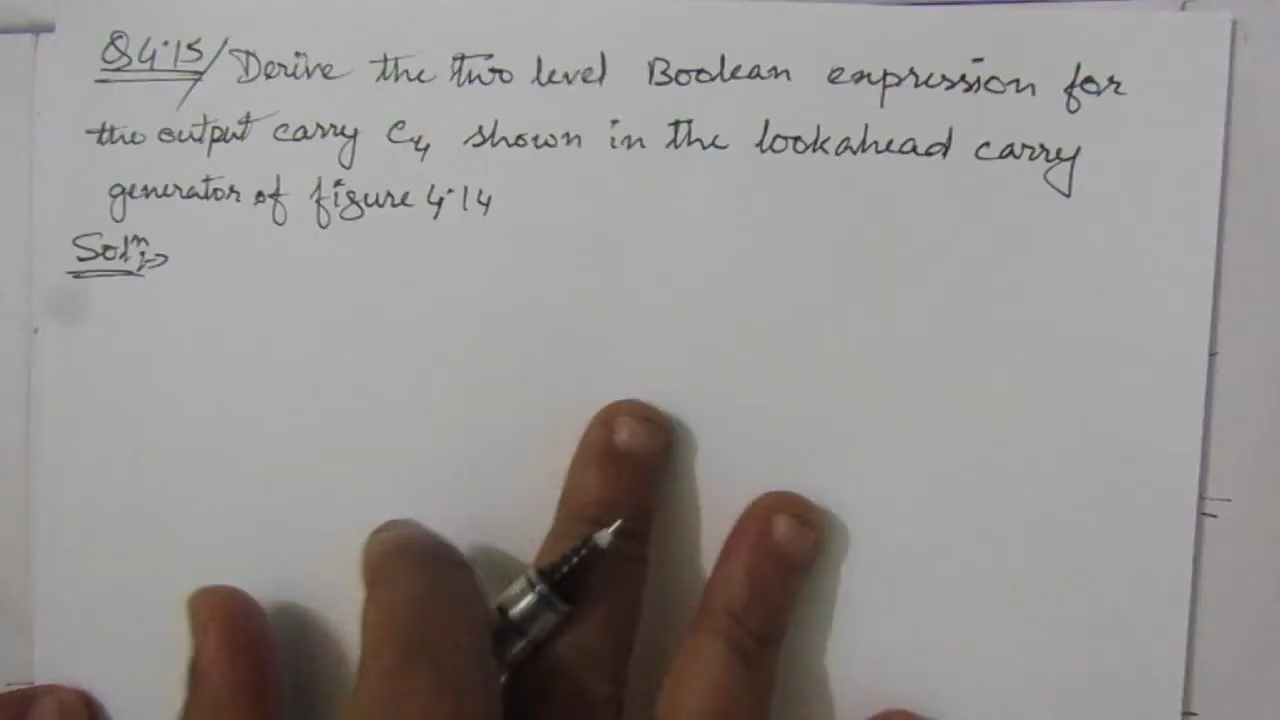 Q4.15/ Derive the two level Boolean expression for
the output carry C4 shown in the lookahead carry
generator of figure 4.14
Soln:->